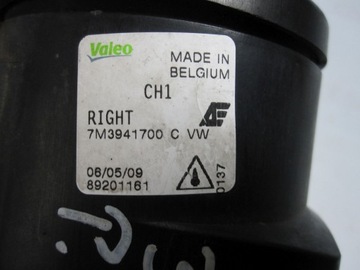 Valeo
MADE IN
BELGIUM
CH1
RIGHT
7M3941700 C VW
06/05/09
89201161
0137